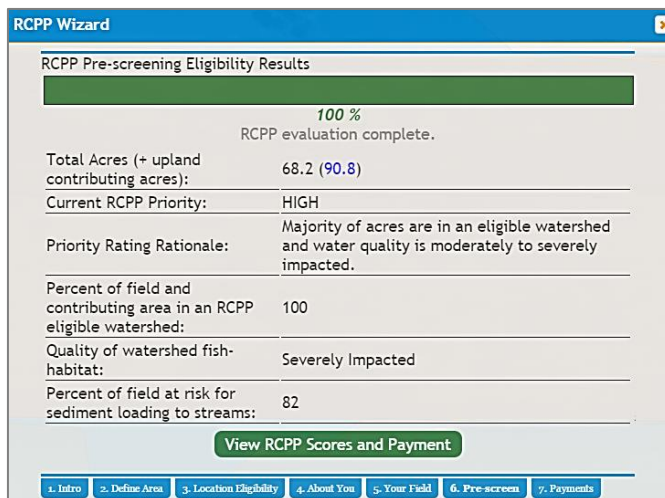 RCPP Wizard
RCPP Pre-screening Eligibility Results
100 %
RCPP evaluation complete.
Total Acres (+ upland
contributing acres):
68.2 (90.8)
Current RCPP Priority:
HIGH
Priority Rating Rationale:
Majority of acres are in an eligible watershed
and water quality is moderately to severely
impacted.
Percent of field and
contributing area in an RCPP
eligible watershed:
100
Quality of watershed fish-
habitat:
Severely Impacted
Percent of field at risk for
sediment loading to streams:
82
View RCPP Scores and Payment
1. Intro
2. Define Area
3. Location Eligibility
4. About You
5. Your Field
6. Pre-screen
7. Payments